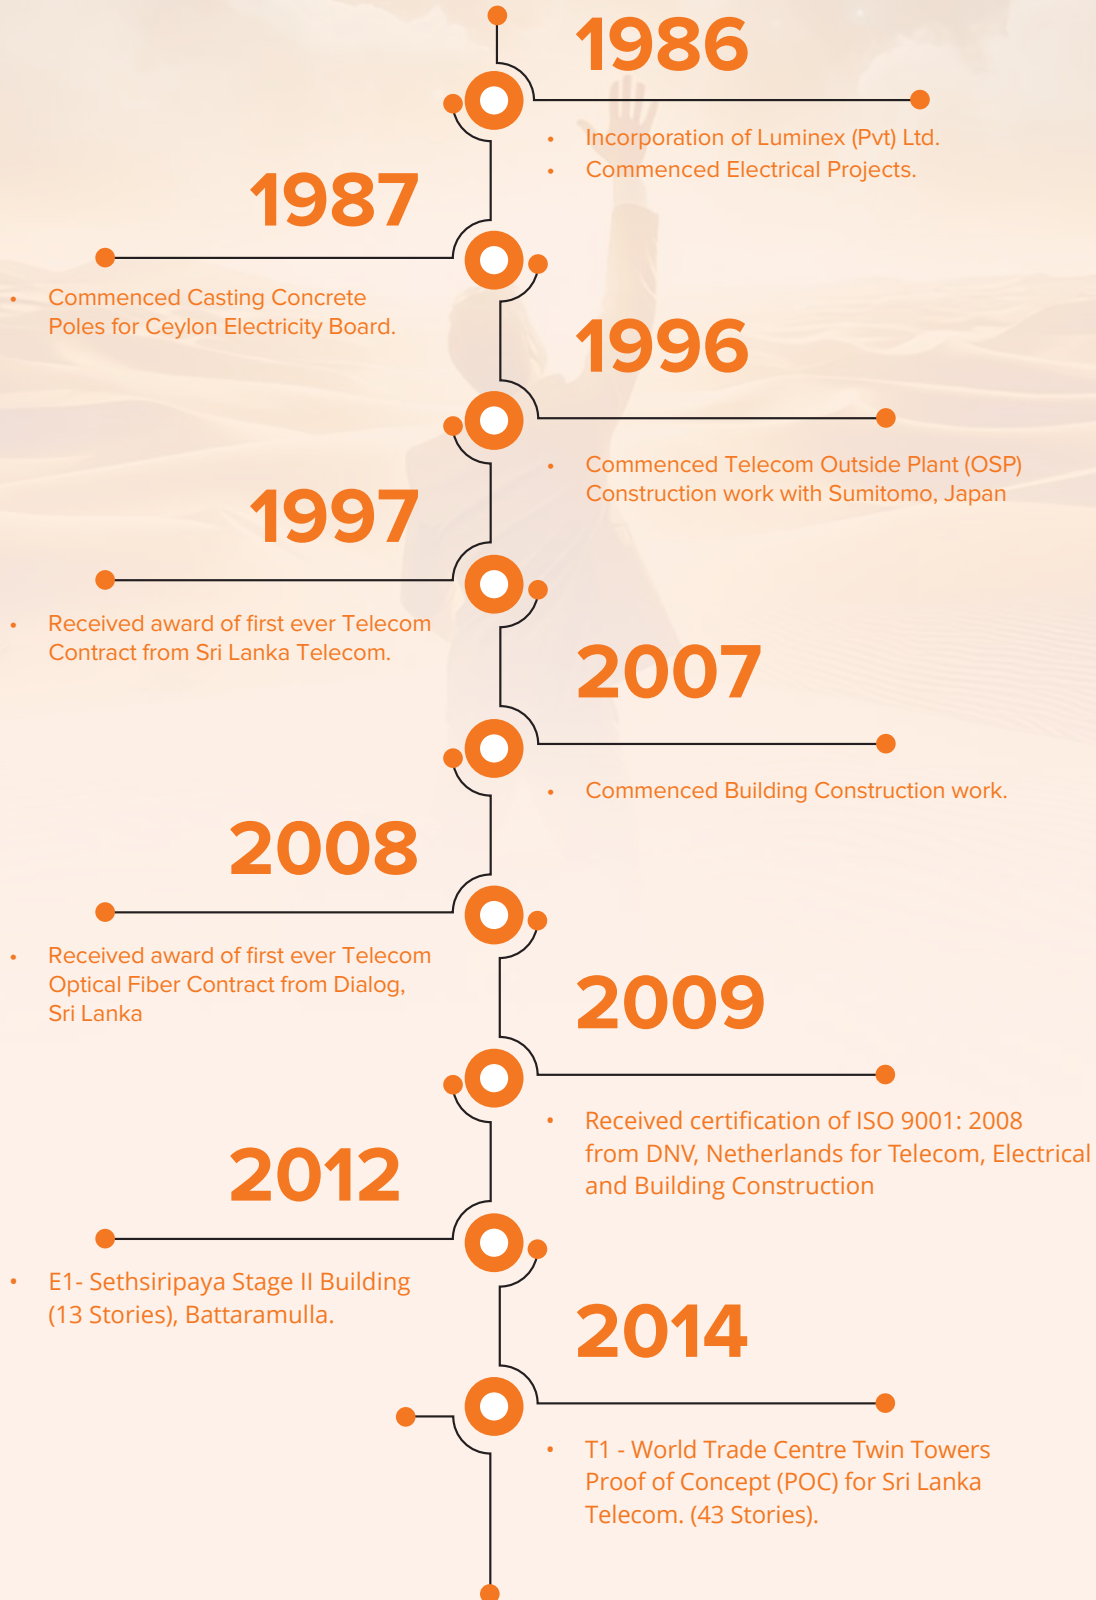 1986
• Incorporation of Luminex (Pvt) Ltd.
• Commenced Electrical Projects.
1987
• Commenced Casting Concrete
Poles for Ceylon Electricity Board.
1996
• Commenced Telecom Outside Plant (OSP)
Construction work with Sumitomo, Japan
1997
• Received award of first ever Telecom
Contract from Sri Lanka Telecom.
2007
• Commenced Building Construction work.
2008
• Received award of first ever Telecom
Optical Fiber Contract from Dialog,
Sri Lanka
2009
• Received certification of ISO 9001: 2008
from DNV, Netherlands for Telecom, Electrical
and Building Construction
2012
• E1- Sethsiripaya Stage II Building
(13 Stories), Battaramulla.
2014
• T1 - World Trade Centre Twin Towers
Proof of Concept (POC) for Sri Lanka
Telecom. (43 Stories).